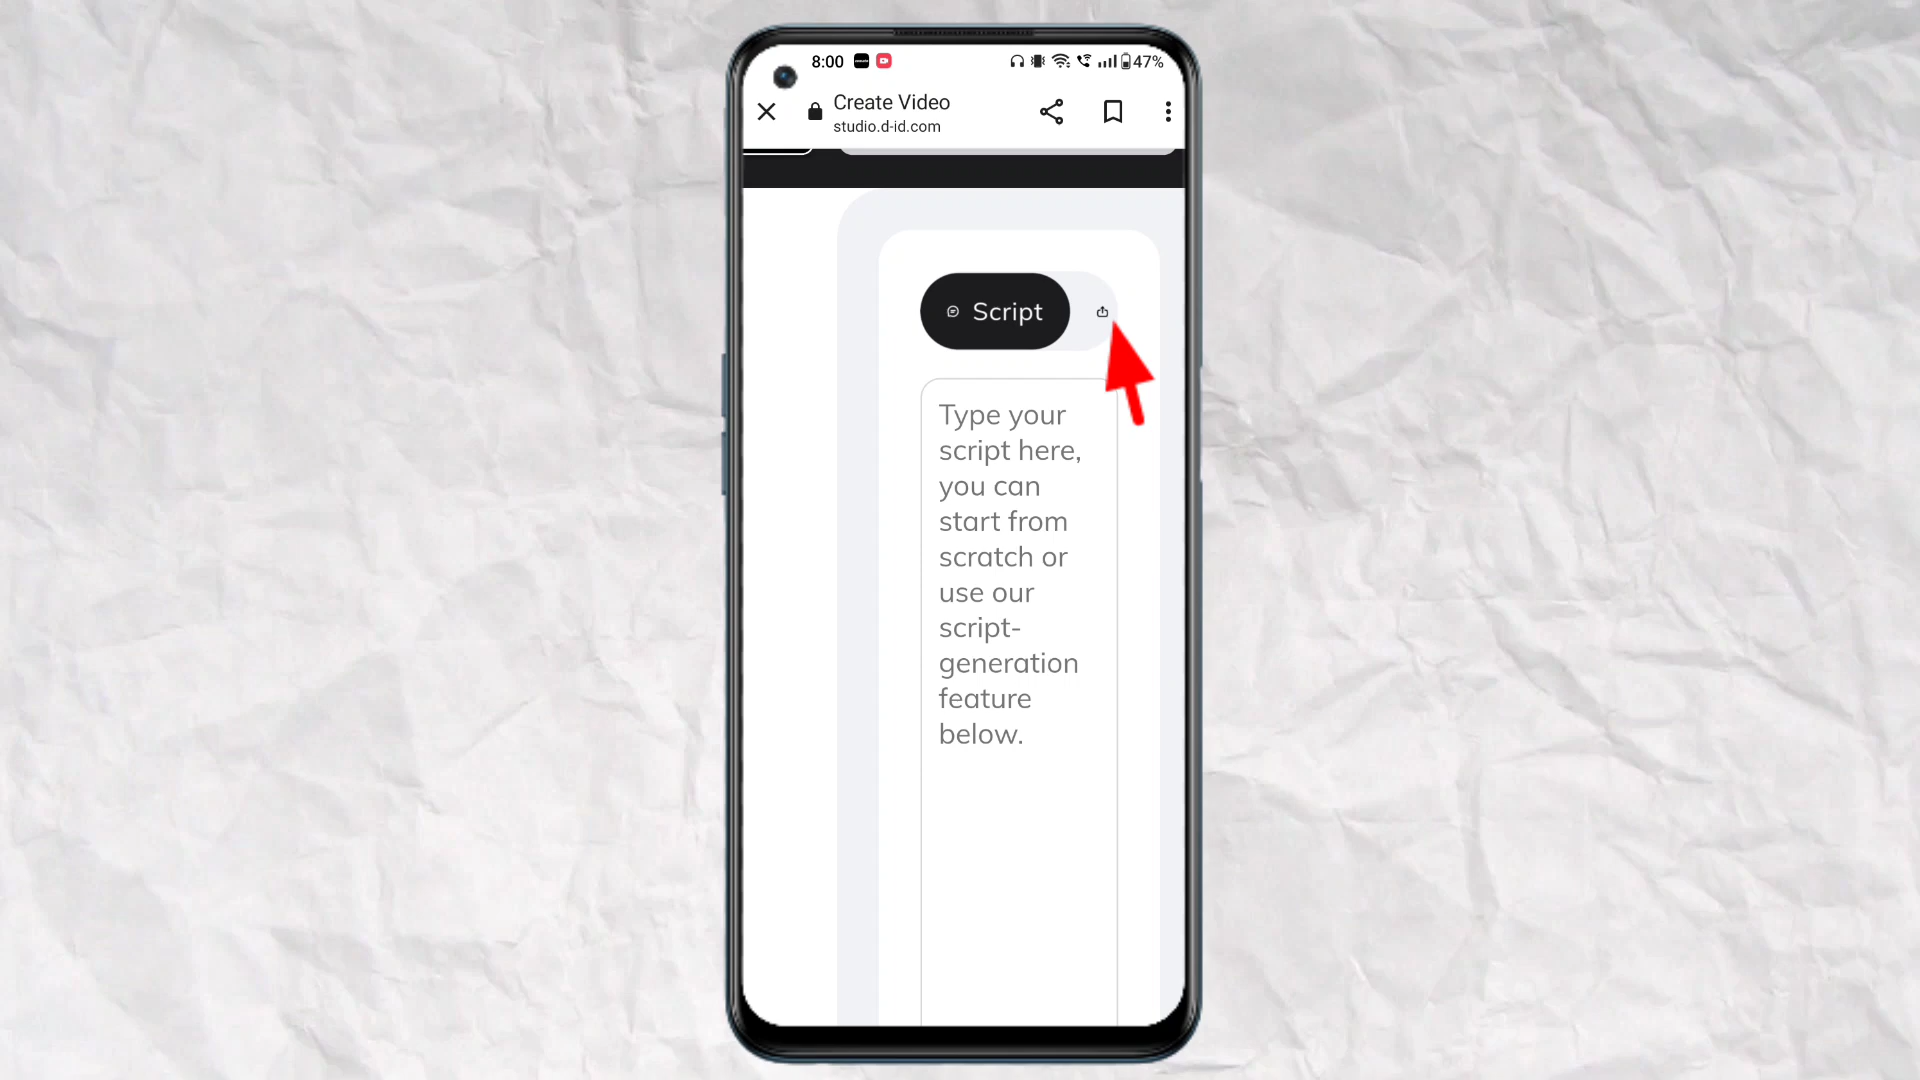 8:00
47%
Create Video
studio.d-id.com
Script
Type your
script here,
you can
start from
scratch or
use our
script-
generation
feature
below.